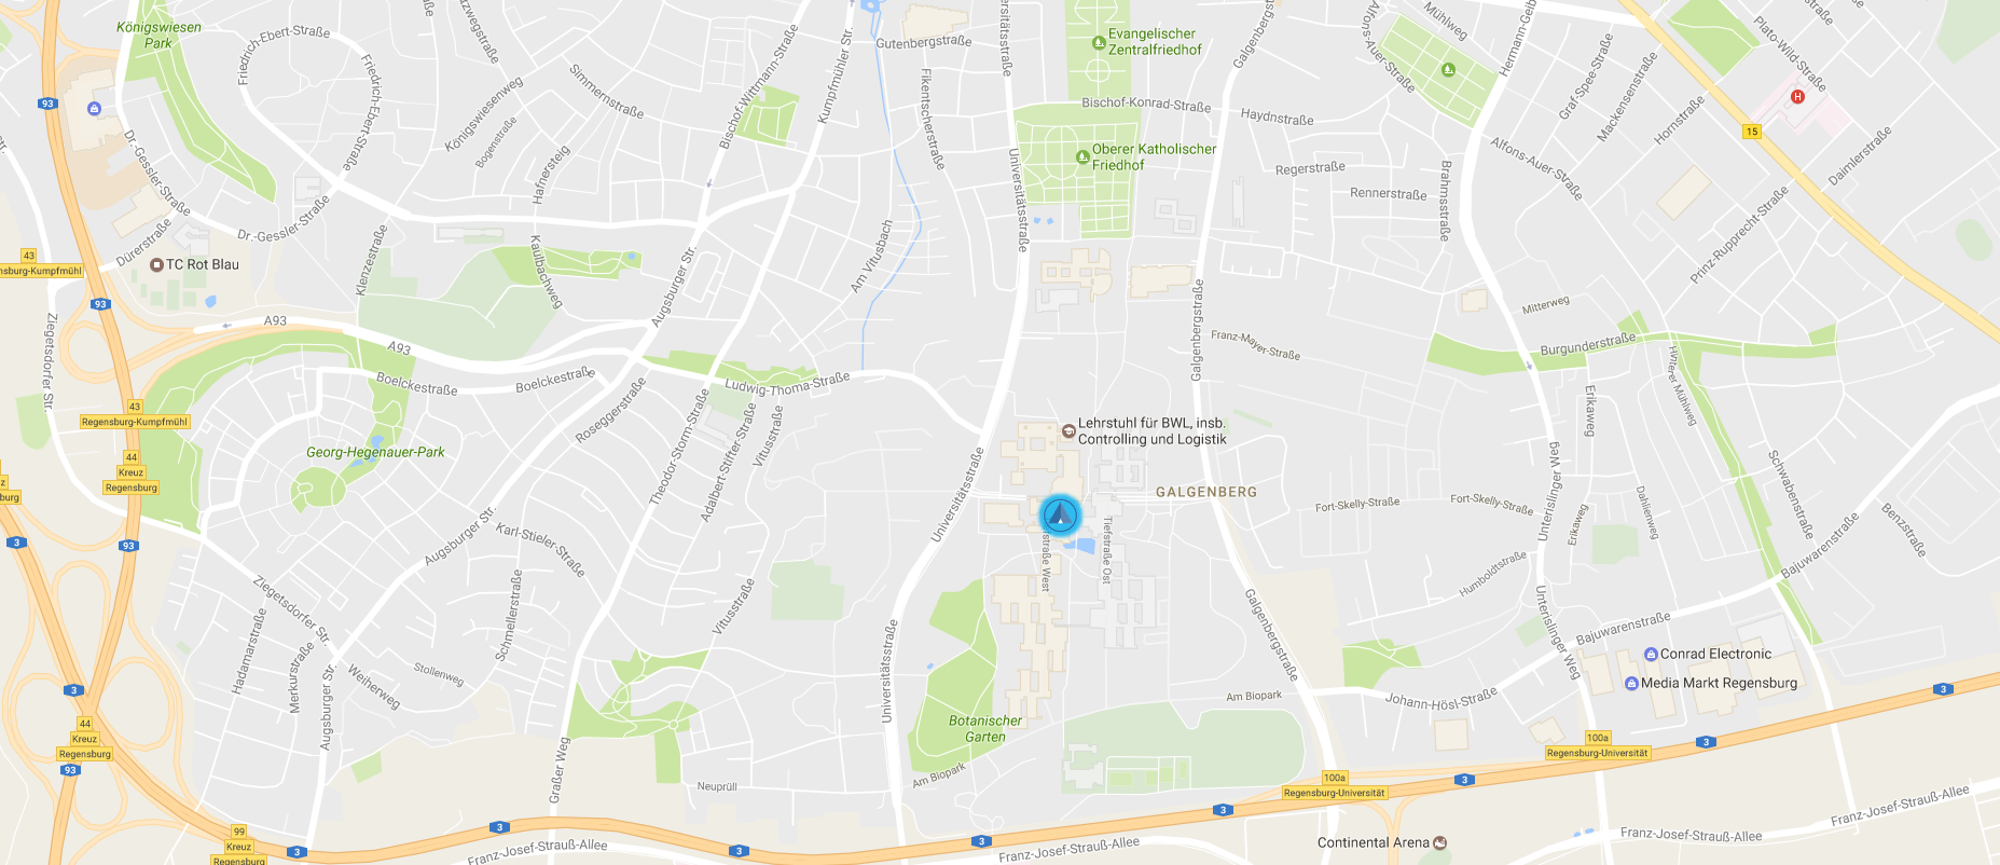 Königswiesen
Park
Friedrich-Ebert-Straße
Friedrich-Ebert-Straße
Königswiesenweg
Bogenstraße
Simmernstraße
Bischof-Wittmann-Straße
Kumpfmühler Str.
Gutenbergstraße
Fikentscherstraße
Universitätsstraße
Evangelischer
Zentralfriedhof
Galgenbergst
Bischof-Konrad-Straße
Haydnstraße
Oberer Katholischer
Friedhof
Universitätsstraße
Regerstraße
Rennerstraße
Brahmsstraße
Alfons-Auer-Straße
Mühlweg
Hermann-Geib
Alfons-Auer-Straße
Graf-Spee-Straße
Mackensenstraße
Hornstraße
Plato-Wild-Straße
H
15
Daimlerstraße
Prinz-Rupprecht-Straße
93
Dr.-Gessler-Straße
Dr.-Gessler-Straße
Dürerstraße
TC Rot Blau
43
nsburg-Kumpfmühl
93
Hafnersteig
Kaulbachweg
Klenzestraße
Augsburger Str.
Am Vitusbach
A93
A93
Ziegetsdorfer Str.
Boelckestraße
Boelckestraße
Roseggerstraße
Ludwig-Thoma-Straße
Galgenbergstraße
Franz-Mayer-Straße
Mitterweg
Burgunderstraße
Hinterer Mühlweg
Erikaweg
43
Regensburg-Kumpfmühl
Georg-Hegenauer-Park
44
Kreuz
Regensburg
Theodor-Storm-Straße
Adalbert-Stifter-Straße
Vitusstraße
Universitätsstraße
Lehrstuhl für BWL, insb.
Controlling und Logistik
GALGENBERG
Fort-Skelly-Straße
Fort-Skelly-Straße
Unterislinger Weg
Erikaweg
Dahlienweg
Schwabenstraße
Benzstraße
Bajuwarenstraße
z
burg
3
93
Augsburger Str.
Karl-Stieler-Straße
Schmellerstraße
Vitusstraße
rstraße West
Tiefstraße Ost
Humboldtstraße
Unterislinger Weg
Bajuwarenstraße
Ziegetsdorfer Str.
Hadamarstraße
Merkurstraße
Augsburger Str.
Weiherweg
Stollenweg
Universitätsstraße
Galgenbergstraße
Am Biopark
Johann-Hösl-Straße
Conrad Electronic
Media Markt Regensburg
3
3
44
Kreuz
Regensburg
93
Botanischer
Garten
Graßer Weg
Neuprüll
Am Biopark
100a
Regensburg-Universität
3
100a
Regensburg-Universität
3
3
99
Kreuz
Regensburg
3
3
3
3
Franz-Josef-Strauß-Allee
Franz-Josef-Strauß-Allee
Continental Arena
Franz-Josef-Strauß-Allee
Franz-Josef-Strauß-Allee